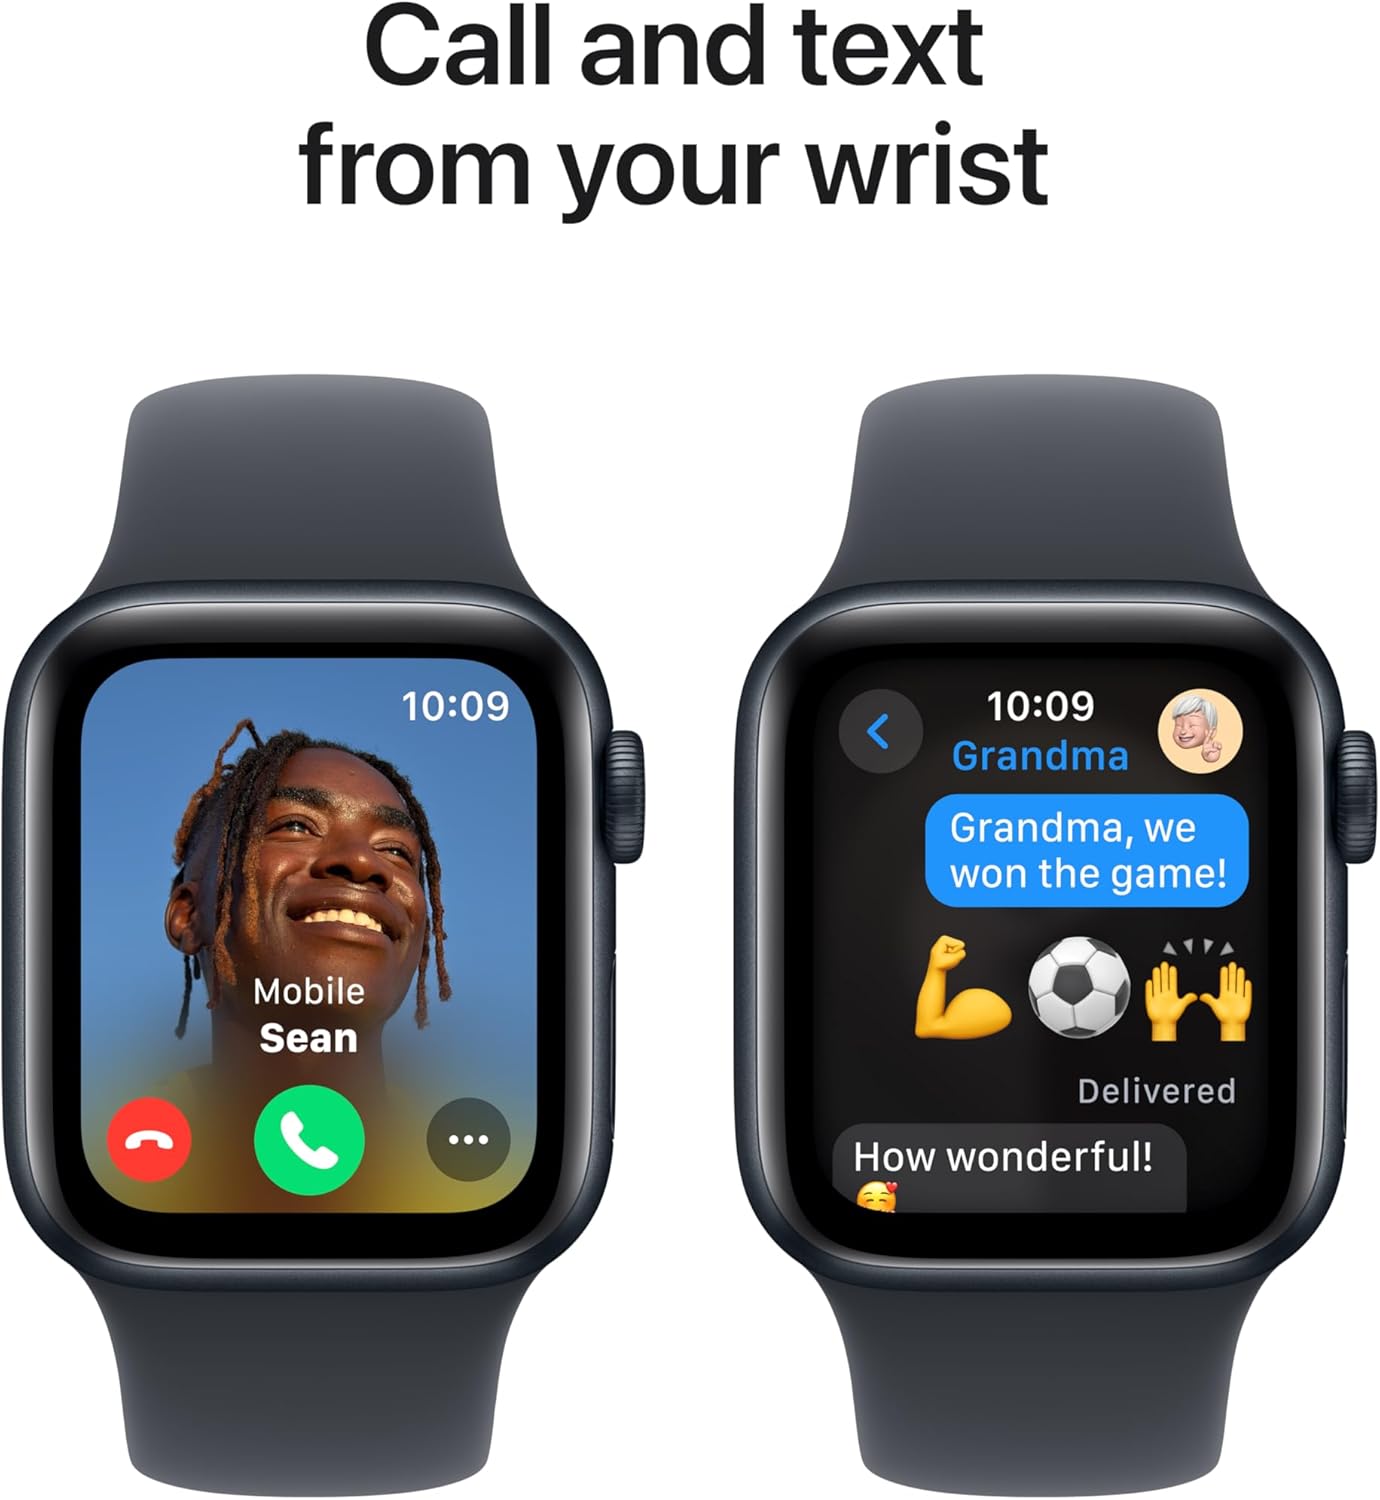 Call and text
from your wrist
10:09
Mobile
Sean
10:09
Grandma
Grandma, we
won the game!
Delivered
How wonderful!